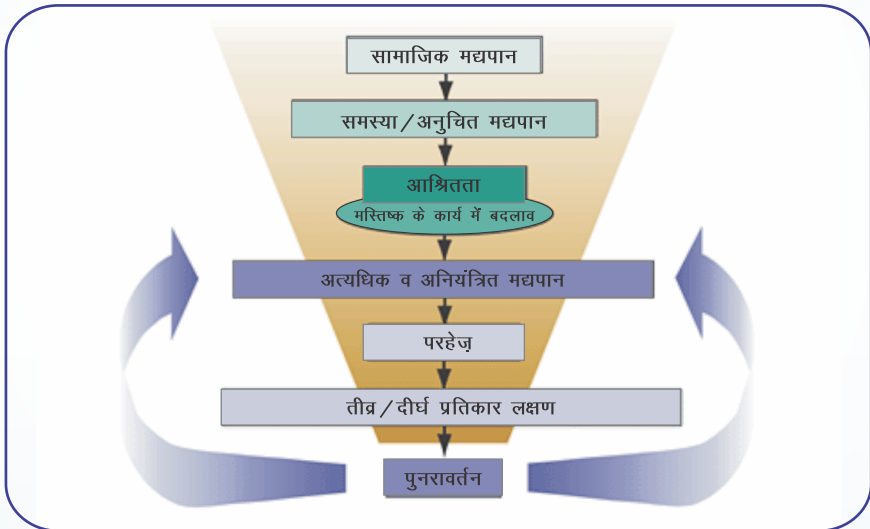 सामाजिक मद्यपान
समस्या/अनुचित मद्यपान
आश्रितता
मस्तिष्क के कार्य में बदलाव
अत्यधिक व अनियंत्रित मद्यपान
परहेज़
तीव्र/दीर्घ प्रतिकार लक्षण
पुनरावर्तन